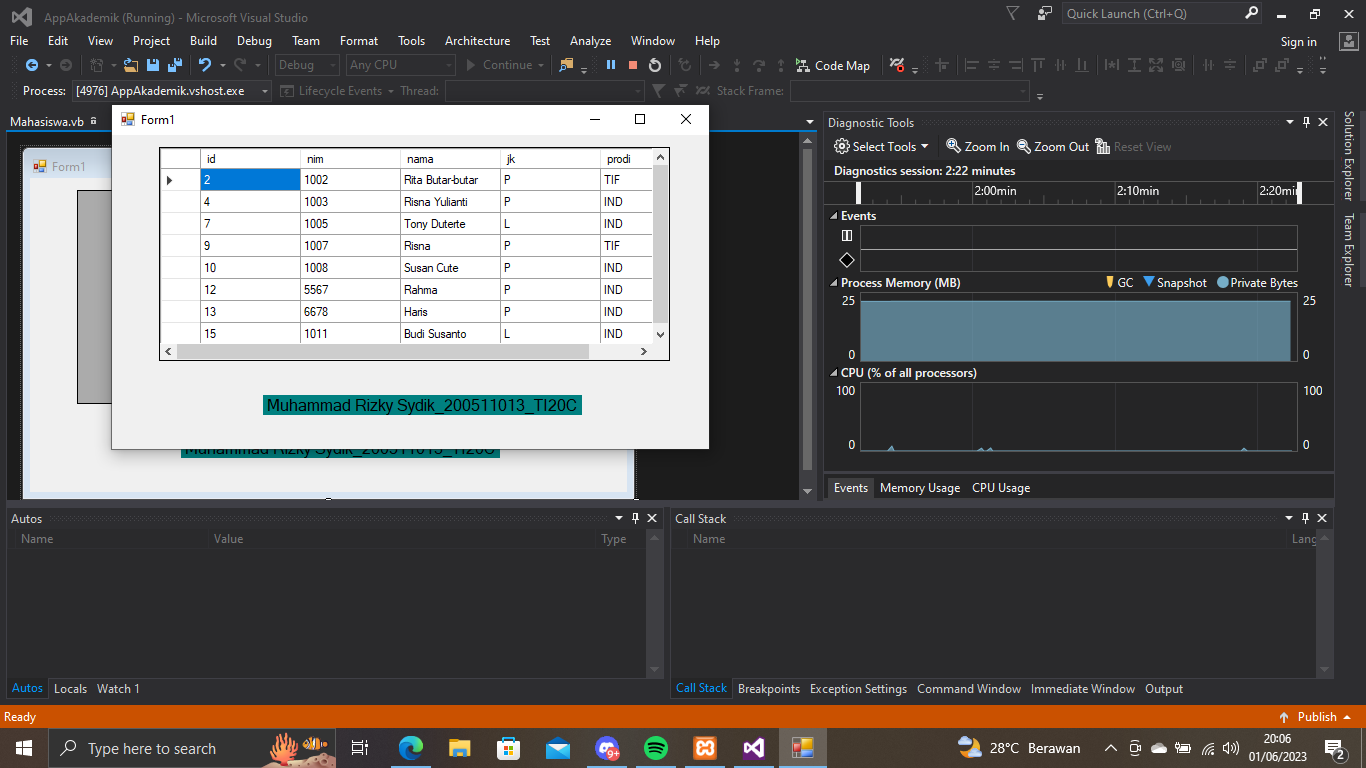 AppAkademik (Running) - Microsoft Visual Studio
Quick Launch (Ctrl+Q)
File Edit View Project Build Debug Team Format Tools Architecture Test Analyze Window Help
Sign in
Debug Any CPU Continue Code Map
Process: [4976] AppAkademik.vshost.exe Lifecycle Events Thread: Stack Frame:
Mahasiswa.vb
Form1
Form1
id nim nama jk prodi
2 1002 Rita Butar-butar P TIF
4 1003 Risna Yulianti P IND
7 1005 Tony Duterte L IND
9 1007 Risna P TIF
10 1008 Susan Cute P IND
12 5567 Rahma P IND
13 6678 Haris P IND
15 1011 Budi Susanto L IND
Muhammad Rizky Sydik_200511013_TI20C
Muhammad Rizky Sydik_200511013_TI20C
Diagnostic Tools
Select Tools Zoom In Zoom Out Reset View
Diagnostics session: 2:22 minutes
2:00min 2:10min 2:20min
Events
Process Memory (MB) GC Snapshot Private Bytes
25 25
0 0
CPU (% of all processors)
100 100
0 0
Events Memory Usage CPU Usage
Solution Explorer
Team Explorer
Autos
Name Value Type
Autos Locals Watch 1
Call Stack
Name Lang
Call Stack Breakpoints Exception Settings Command Window Immediate Window Output
Ready
Publish
Type here to search
9+
28°C Berawan
20:06
01/06/2023
2